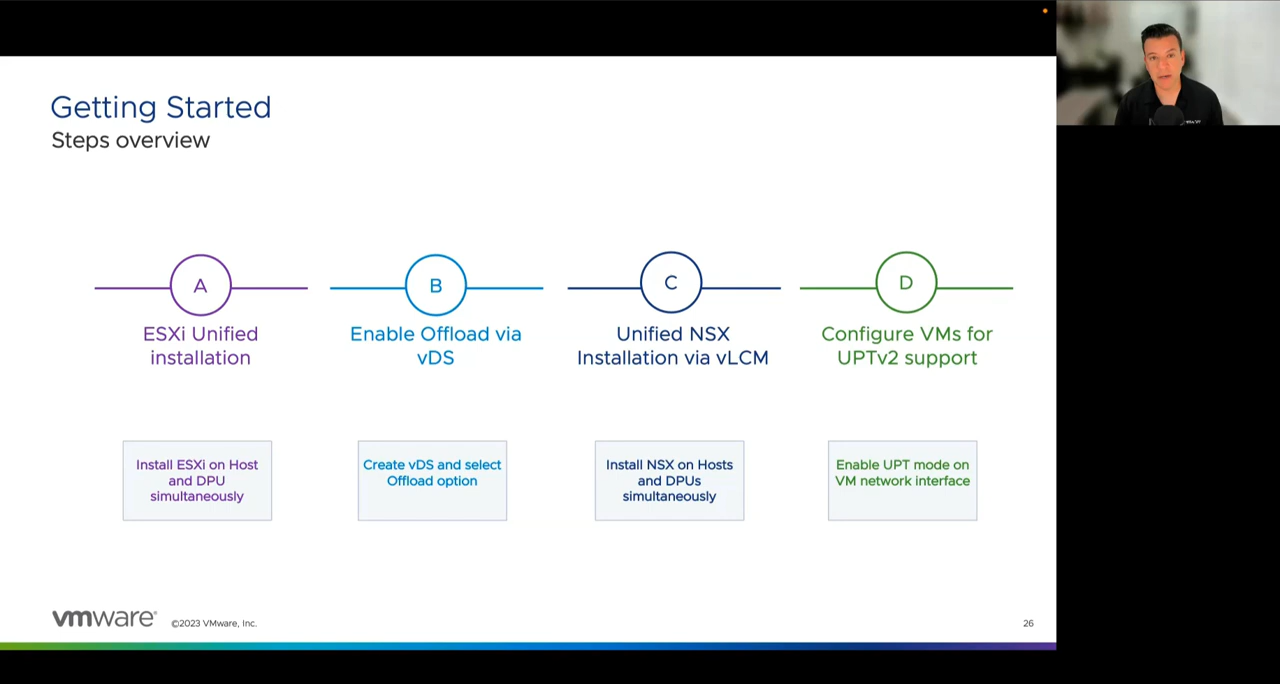 Getting Started
Steps overview
A
B
C
D
ESXi Unified
installation
Enable Offload via
vDS
Unified NSX
Installation via vLCM
Configure VMs for
UPTv2 support
Install ESXi on Host
and DPU
simultaneously
Create vDS and select
Offload option
Install NSX on Hosts
and DPUs
simultaneously
Enable UPT mode on
VM network interface
vmware®
©2023 VMware, Inc.
26